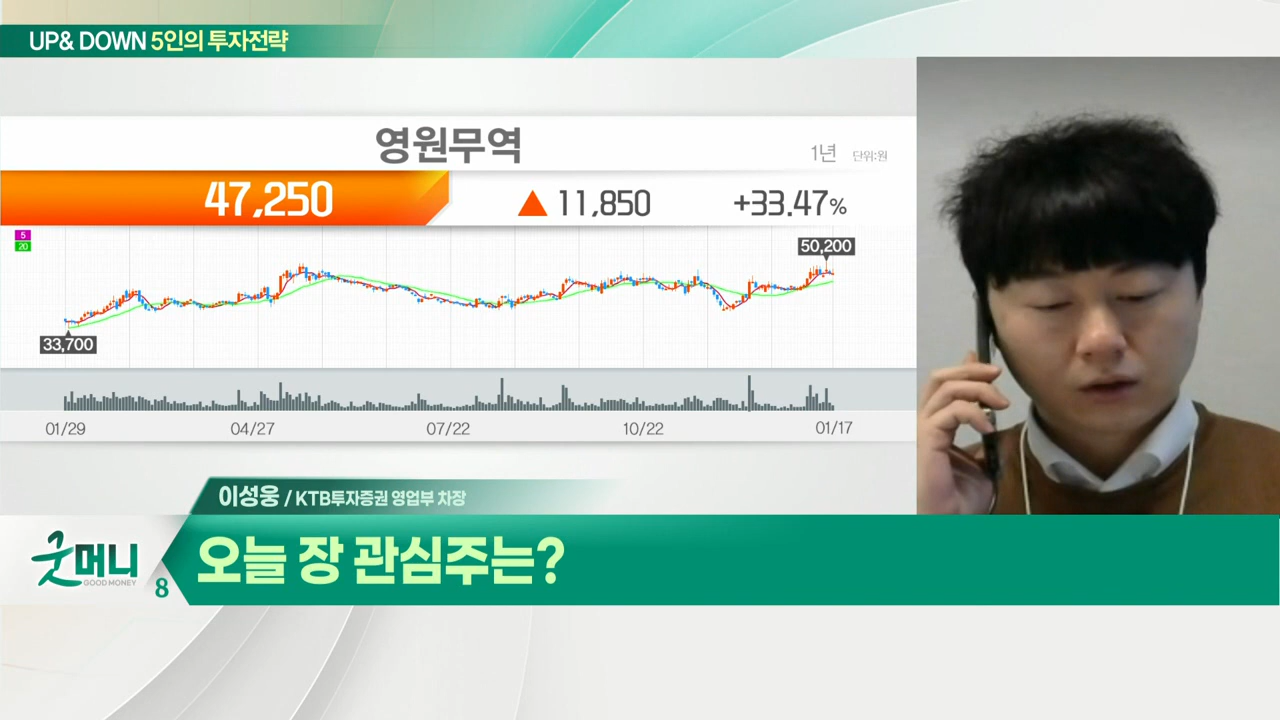 UP& DOWN 5인의 투자전략
영원무역
1년 단위:원
47,250 ▲ 11,850 +33.47%
5
20
50,200
33,700
01/29 04/27 07/22 10/22 01/17
이성웅 / KTB투자증권 영업부 차장
굿머니
GOOD MONEY
8
오늘 장 관심주는?